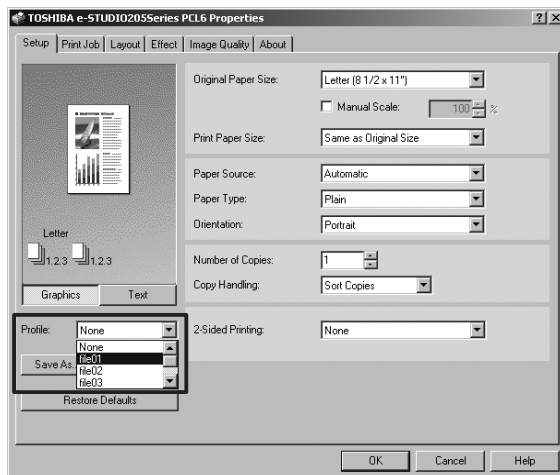 TOSHIBA e-STUDIO205Series PCL6 Properties
Setup Print Job Layout Effect Image Quality About
Original Paper Size: Letter (8 1/2 x 11")
Manual Scale: 100 %
Print Paper Size: Same as Original Size
Paper Source: Automatic
Paper Type: Plain
Orientation: Portrait
Letter
1.2.3 1.2.3
Number of Copies: 1
Copy Handling: Sort Copies
Graphics Text
Profile: None
2-Sided Printing: None
None
Save As. file01
file02
file03
Restore Defaults
OK Cancel Help